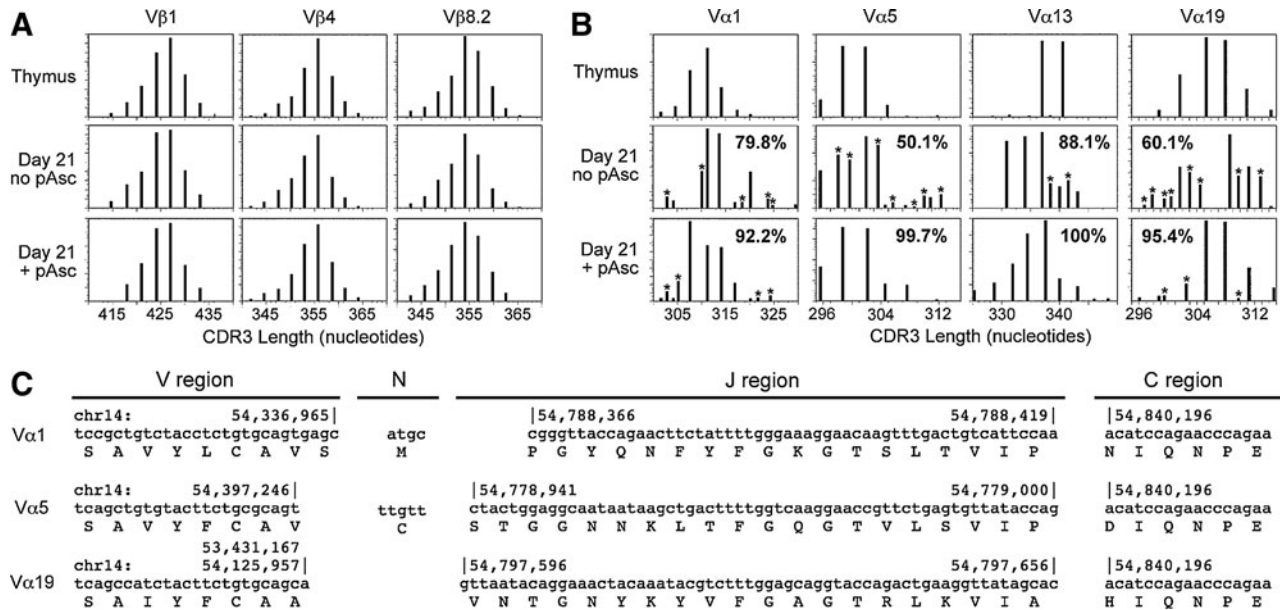 A
Vβ1 Vβ4 Vβ8.2
Thymus
Day 21
no pAsc
Day 21
+ pAsc
415 425 435 345 355 365 345 355 365
CDR3 Length (nucleotides)
B
Vα1 Vα5 Vα13 Vα19
Thymus
Day 21
no pAsc
79.8% 50.1% 88.1% 60.1%
* * * * *
* * * * * * *
* *
* * * * * * * *
Day 21
+ pAsc
92.2% 99.7% 100% 95.4%
* * * *
* * *
305 315 325 296 304 312 330 340 296 304 312
CDR3 Length (nucleotides)
C
V region N J region C region
Vα1
chr14: 54,336,965| |54,788,366 54,788,419| |54,840,196
tccgctgtctacctctgtgcagtgagc atgc cgggttaccagaacttctattttgggaaaggaacaagtttgactgtcattccaa acatccagaacccagaa
S A V Y L C A V S M P G Y Q N F Y F G K G T S L T V I P N I Q N P E
Vα5
chr14: 54,397,246| |54,778,941 54,779,000| |54,840,196
tcagctgtgtacttctgcgcagt ttgtt ctactggaggcaataataagctgacttttggtcaaggaaccgttctgagtgttataccag acatccagaacccagaa
S A V Y F C A V C S T G G N N K L T F G Q G T V L S V I P D I Q N P E
Vα19
53,431,167
chr14: 54,125,957| |54,797,596 54,797,656| |54,840,196
tcagccatctacttctgtgcagca gttaatacaggaaactacaaatacgtctttggagcaggtaccagactgaaggttatagcac acatccagaacccagaa
S A I Y F C A A V N T G N Y K Y V F G A G T R L K V I A H I Q N P E